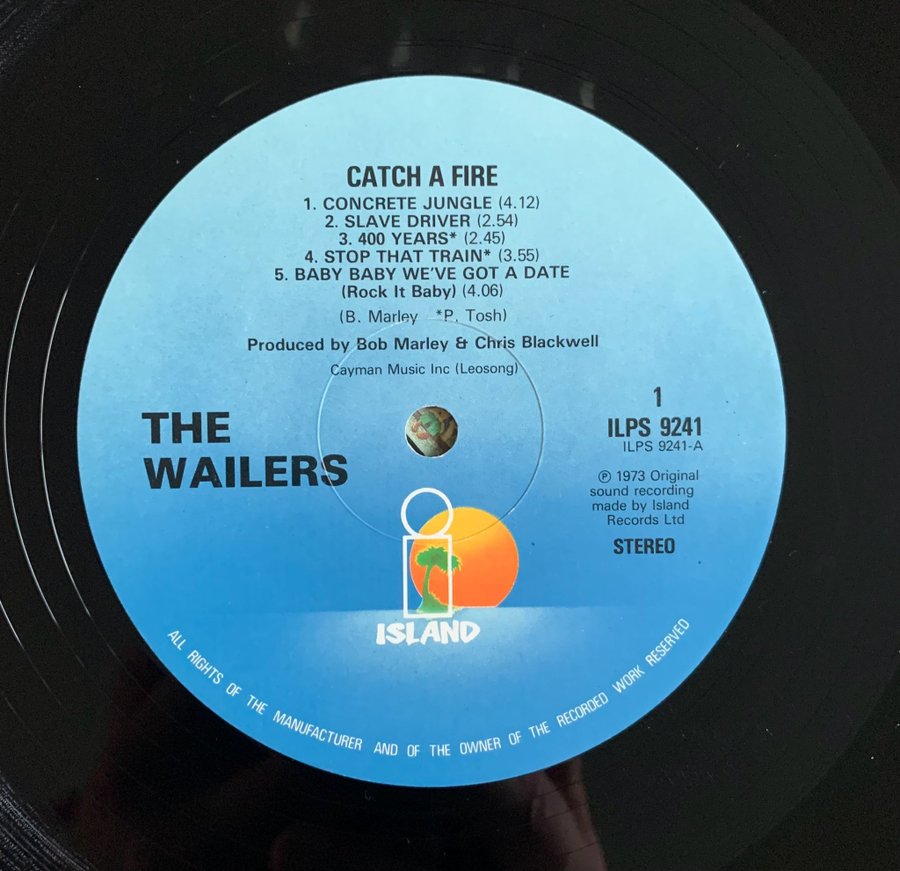 CATCH A FIRE
1. CONCRETE JUNGLE (4.12)
2. SLAVE DRIVER (2.54)
3. 400 YEARS* (2.45)
4. STOP THAT TRAIN* (3.55)
5. BABY BABY WE'VE GOT A DATE
(Rock It Baby) (4.06)
(B. Marley *P. Tosh)
Produced by Bob Marley & Chris Blackwell
Cayman Music Inc (Leosong)
THE
WAILERS
1
ILPS 9241
ILPS 9241-A
℗ 1973 Original
sound recording
made by Island
Records Ltd
STEREO
ISLAND
ALL RIGHTS OF THE MANUFACTURER AND OF THE OWNER OF THE RECORDED WORK RESERVED